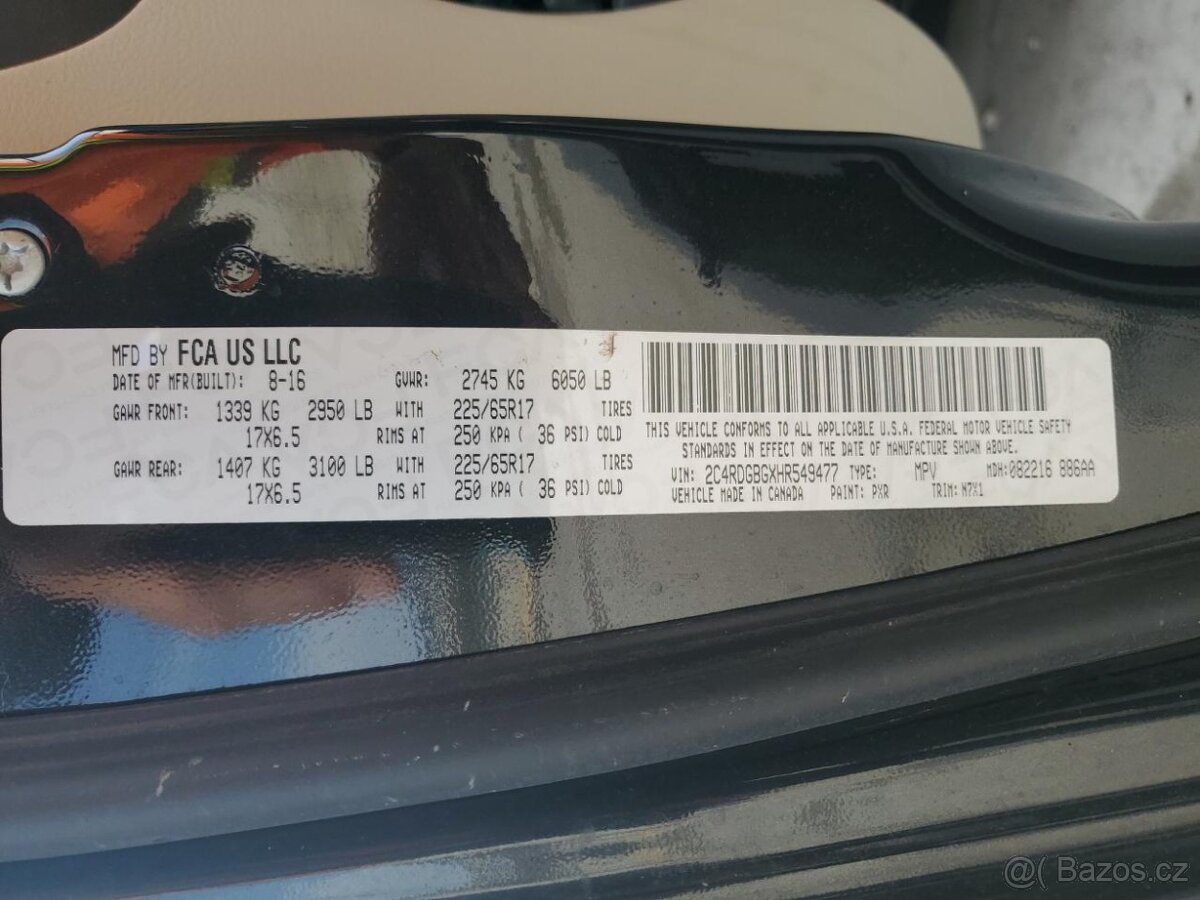 MFD BY FCA US LLC
DATE OF MFR(BUILT): 8-16 GVWR: 2745 KG 6050 LB
GAWR FRONT: 1339 KG 2950 LB WITH 225/65R17 TIRES
17X6.5 RIMS AT 250 KPA ( 36 PSI) COLD
GAWR REAR: 1407 KG 3100 LB WITH 225/65R17 TIRES
17X6.5 RIMS AT 250 KPA ( 36 PSI) COLD
THIS VEHICLE CONFORMS TO ALL APPLICABLE U.S.A. FEDERAL MOTOR VEHICLE SAFETY
STANDARDS IN EFFECT ON THE DATE OF MANUFACTURE SHOWN ABOVE.
VIN: 2C4RDGBGXHR549477 TYPE: MPV MDH: 082216 886AA
VEHICLE MADE IN CANADA PAINT: PXR TRIM: N7X1
@( Bazos.cz